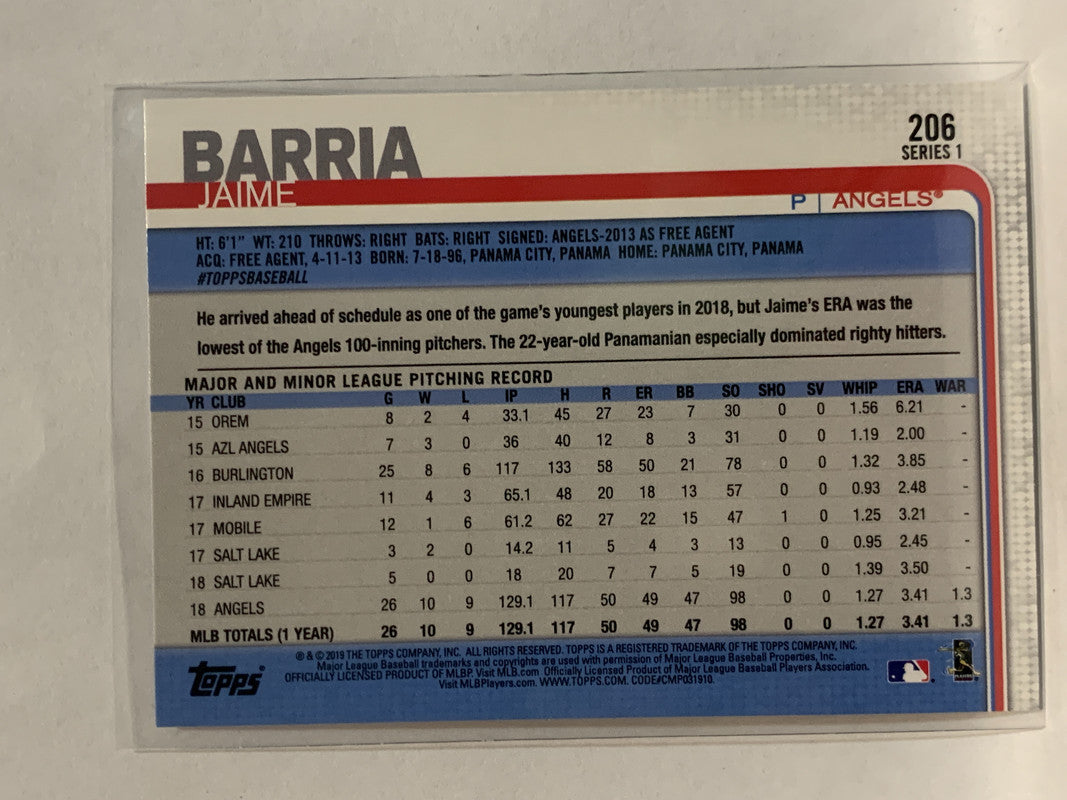 BARRIA
JAIME
206
SERIES 1
P | ANGELS®
HT: 6'1" WT: 210 THROWS: RIGHT BATS: RIGHT SIGNED: ANGELS-2013 AS FREE AGENT
ACQ: FREE AGENT, 4-11-13 BORN: 7-18-96, PANAMA CITY, PANAMA HOME: PANAMA CITY, PANAMA
#TOPPSBASEBALL
He arrived ahead of schedule as one of the game's youngest players in 2018, but Jaime's ERA was the
lowest of the Angels 100-inning pitchers. The 22-year-old Panamanian especially dominated righty hitters.
MAJOR AND MINOR LEAGUE PITCHING RECORD
YR CLUB G W L IP H R ER BB SO SHO SV WHIP ERA WAR
15 OREM 8 2 4 33.1 45 27 23 7 30 0 0 1.56 6.21 -
15 AZL ANGELS 7 3 0 36 40 12 8 3 31 0 0 1.19 2.00 -
16 BURLINGTON 25 8 6 117 133 58 50 21 78 0 0 1.32 3.85 -
17 INLAND EMPIRE 11 4 3 65.1 48 20 18 13 57 0 0 0.93 2.48 -
17 MOBILE 12 1 6 61.2 62 27 22 15 47 1 0 1.25 3.21 -
17 SALT LAKE 3 2 0 14.2 11 5 4 3 13 0 0 0.95 2.45 -
18 SALT LAKE 5 0 0 18 20 7 7 5 19 0 0 1.39 3.50 -
18 ANGELS 26 10 9 129.1 117 50 49 47 98 0 0 1.27 3.41 1.3
MLB TOTALS (1 YEAR) 26 10 9 129.1 117 50 49 47 98 0 0 1.27 3.41 1.3
Topps®
® & © 2019 THE TOPPS COMPANY, INC. ALL RIGHTS RESERVED. TOPPS IS A REGISTERED TRADEMARK OF THE TOPPS COMPANY, INC.
Major League Baseball trademarks and copyrights are used with permission of Major League Baseball Properties, Inc.
OFFICIALLY LICENSED PRODUCT OF MLBP. Visit MLB.com Officially Licensed Product of Major League Baseball Players Association.
Visit MLBPlayers.com. WWW.TOPPS.COM. CODE#CMP031910.